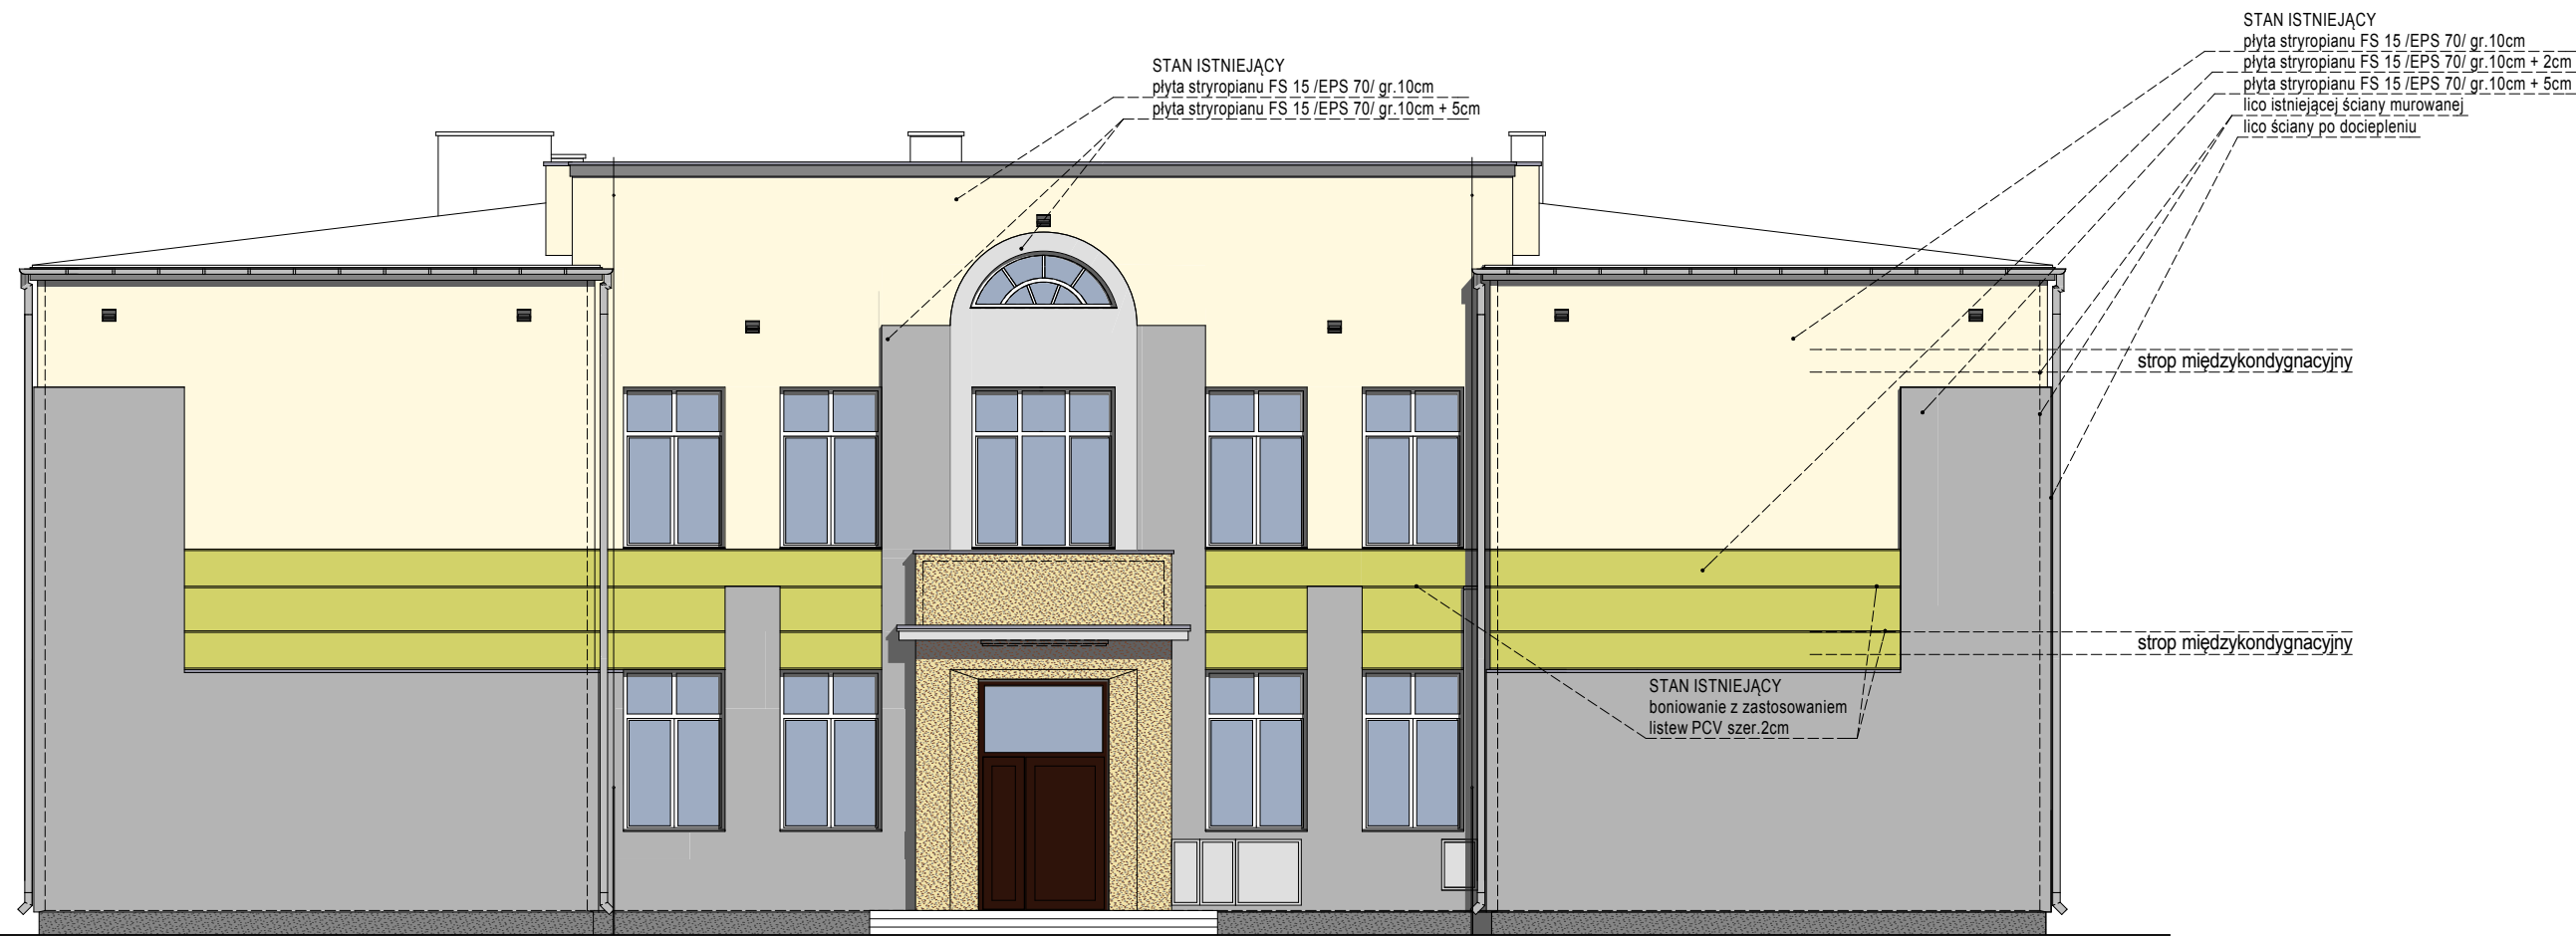 STAN ISTNIEJĄCY
płyta stryropianu FS 15 /EPS 70/ gr.10cm
płyta stryropianu FS 15 /EPS 70/ gr.10cm + 2cm
płyta stryropianu FS 15 /EPS 70/ gr.10cm + 5cm
lico istniejącej ściany murowanej
lico ściany po dociepleniu
STAN ISTNIEJĄCY
płyta stryropianu FS 15 /EPS 70/ gr.10cm
płyta stryropianu FS 15 /EPS 70/ gr.10cm + 5cm
strop międzykondygnacyjny
strop międzykondygnacyjny
STAN ISTNIEJĄCY
boniowanie z zastosowaniem
listew PCV szer.2cm